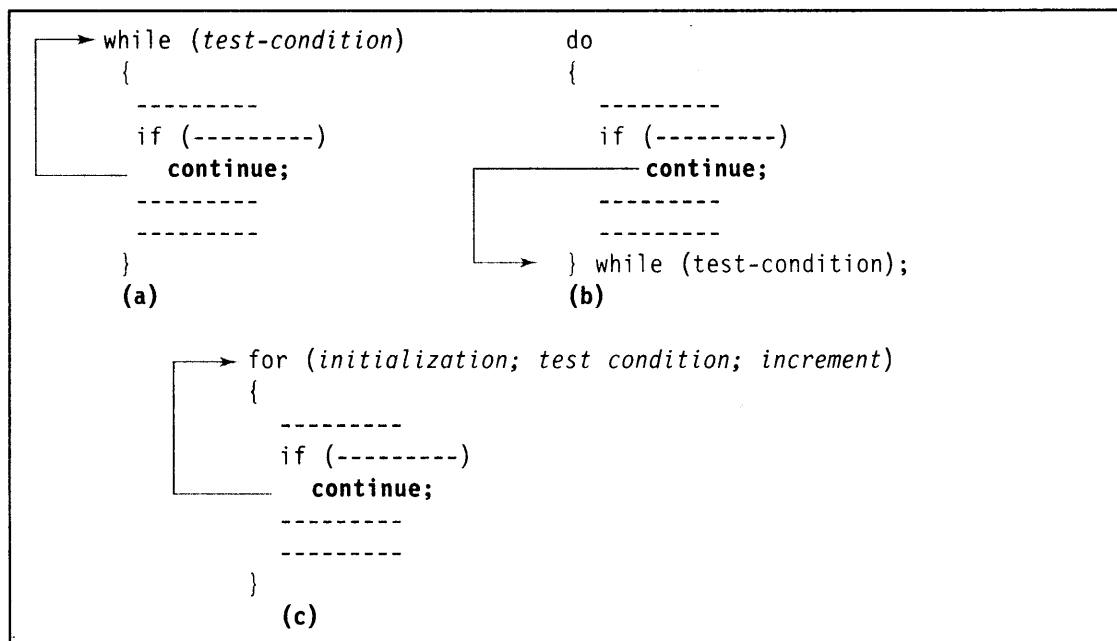 while (test-condition)
{
---------
if (---------)
continue;
---------
---------
}
(a)
do
{
---------
if (---------)
continue;
---------
---------
} while (test-condition);
(b)
for (initialization; test condition; increment)
{
---------
if (---------)
continue;
---------
---------
}
(c)